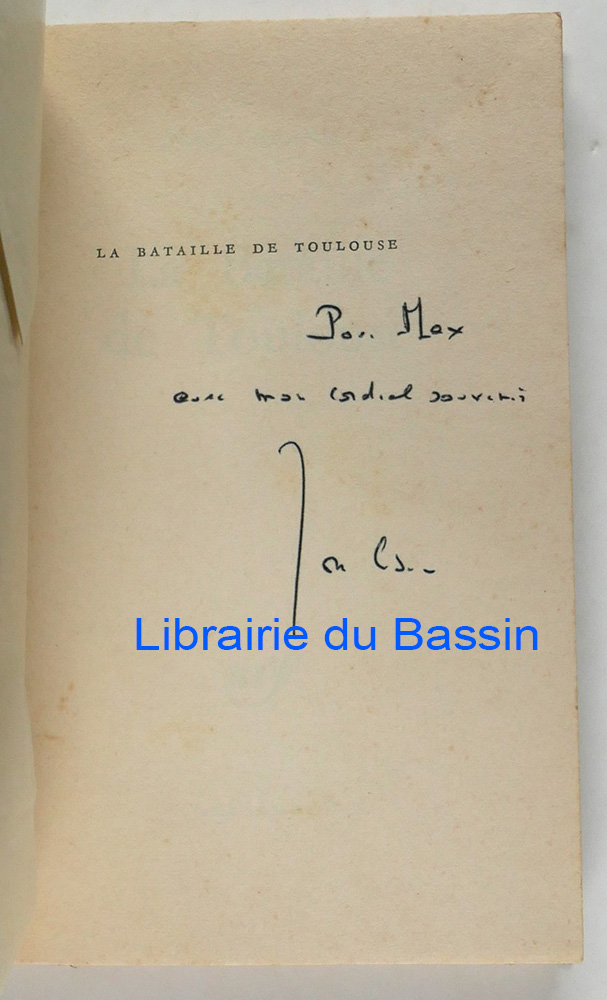 LA BATAILLE DE TOULOUSE
Pour Max
avec mon cordial souvenir
Librairie du Bassin